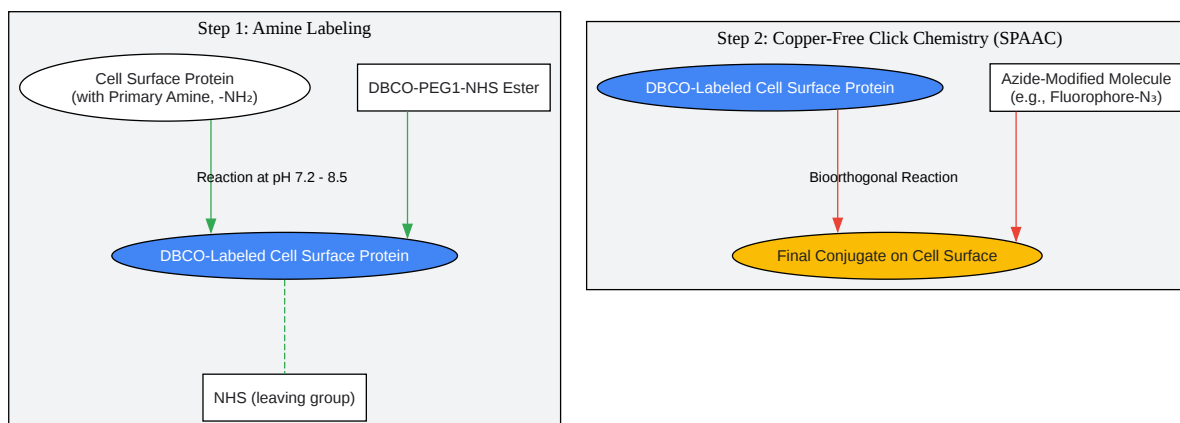 Step 1: Amine Labeling
Cell Surface Protein
(with Primary Amine, -NH₂)
DBCO-PEG1-NHS Ester
Reaction at pH 7.2 - 8.5
DBCO-Labeled Cell Surface Protein
NHS (leaving group)
Step 2: Copper-Free Click Chemistry (SPAAC)
DBCO-Labeled Cell Surface Protein
Azide-Modified Molecule
(e.g., Fluorophore-N₃)
Bioorthogonal Reaction
Final Conjugate on Cell Surface